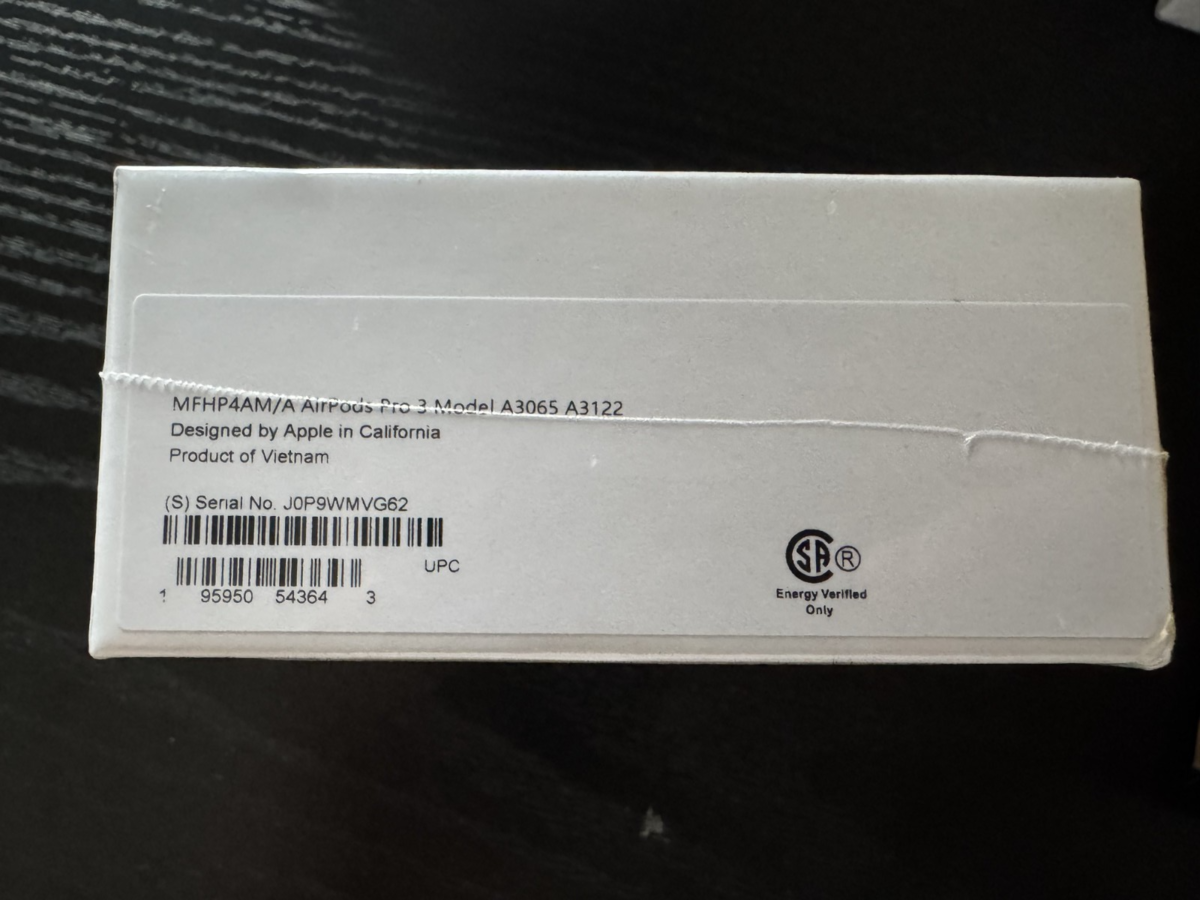 MFHP4AM/A AirPods Pro 3 Model A3065 A3122
Designed by Apple in California
Product of Vietnam
(S) Serial No. J0P9WMVG62
UPC
1 95950 54364 3
SA ®
Energy Verified
Only